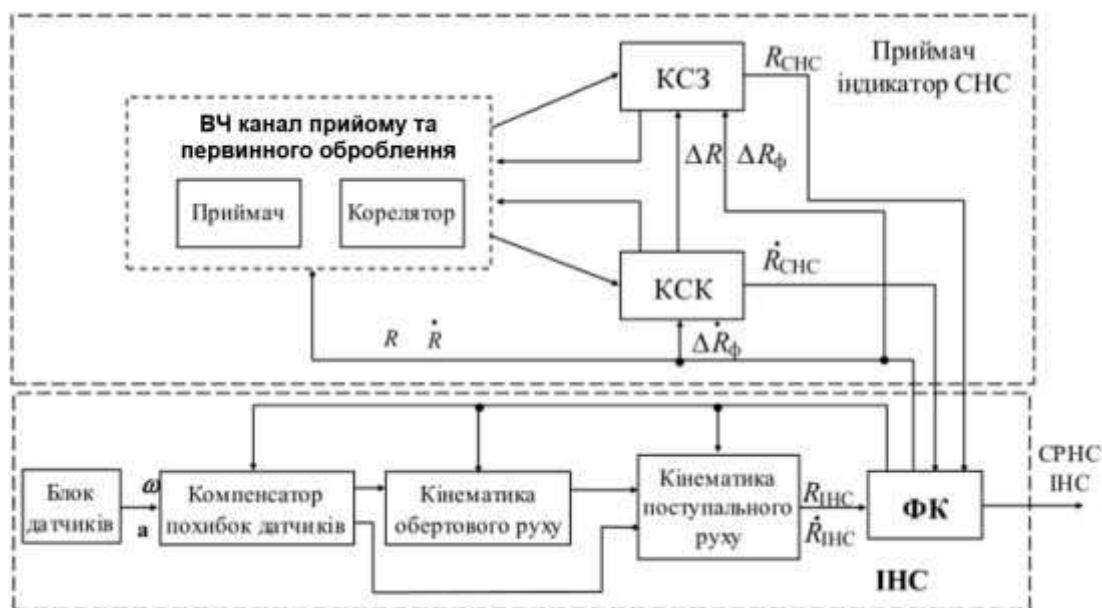 R_СНС
Приймач
індикатор СНС
КСЗ
ВЧ канал прийому та
первинного оброблення
ΔR ΔR_ф
Приймач
Корелятор
Ṙ_СНС
КСК
R Ṙ
ΔṘ_ф
СРНС
ІНС
Блок
датчиків
ω
а
Компенсатор
похибок датчиків
Кінематика
обертового руху
Кінематика
поступального
руху
R_ІНС
Ṙ_ІНС
ФК
ІНС